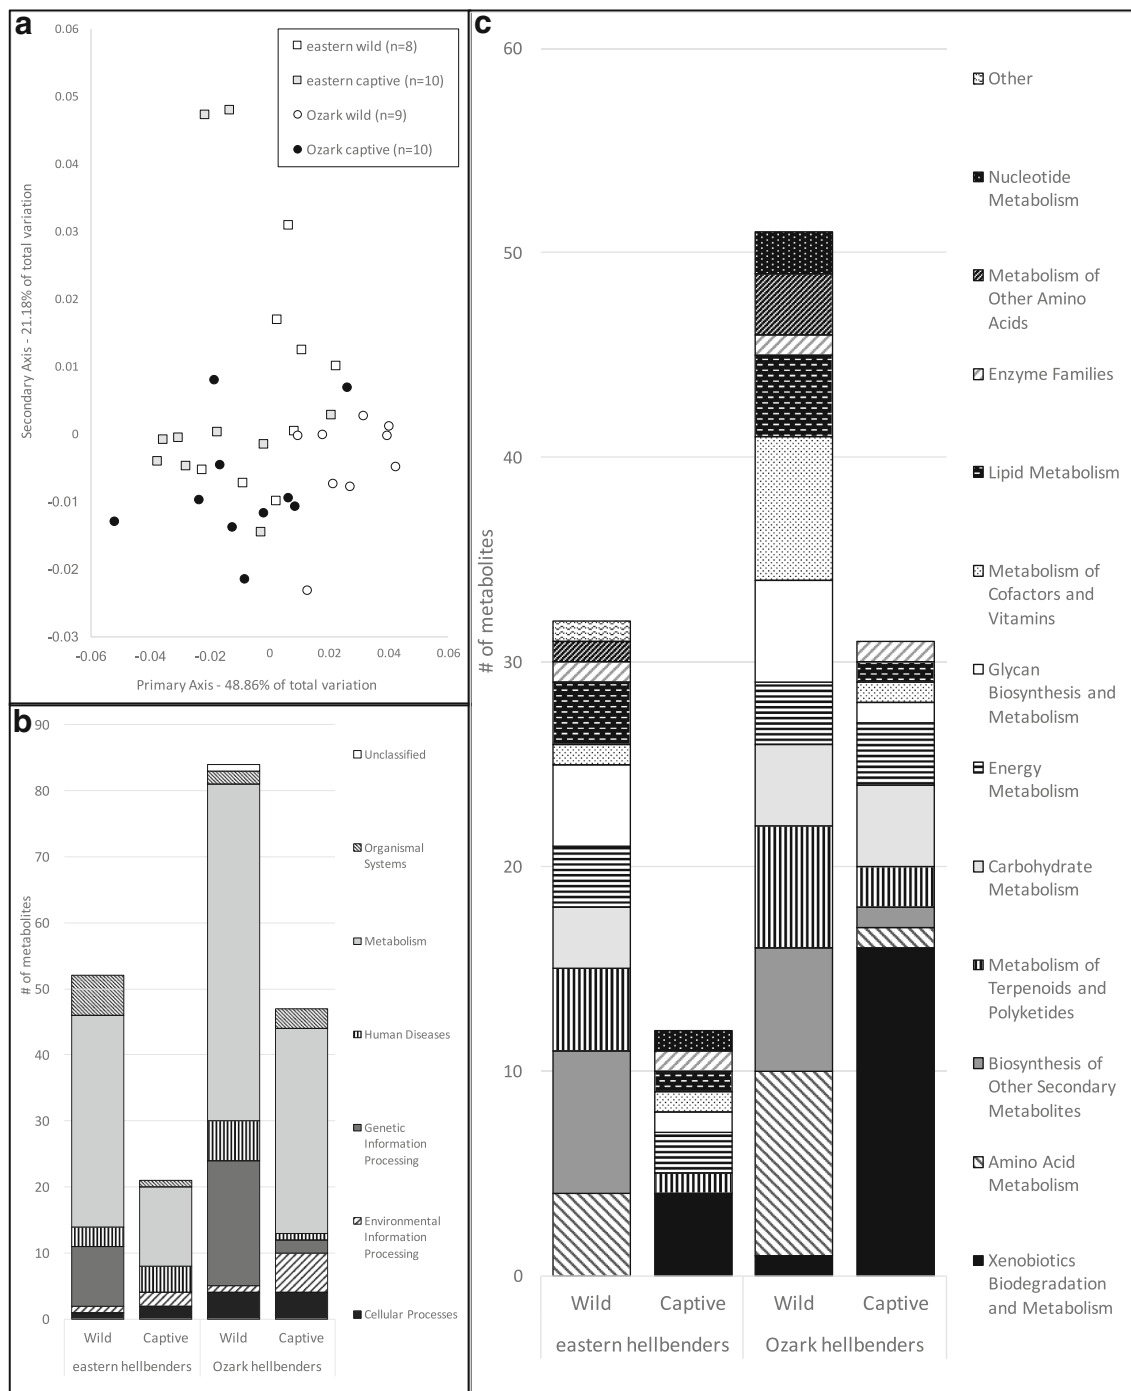 a
0.06
0.05
0.04
0.03
0.02
0.01
0
-0.01
-0.02
-0.03
Secondary Axis - 21.18% of total variation
-0.06
-0.04
-0.02
0
0.02
0.04
0.06
Primary Axis - 48.86% of total variation
eastern wild (n=8)
eastern captive (n=10)
Ozark wild (n=9)
Ozark captive (n=10)
b
90
80
70
60
50
40
30
20
10
0
# of metabolites
Wild
Captive
Wild
Captive
eastern hellbenders
Ozark hellbenders
Unclassified
Organismal
Systems
Metabolism
Human Diseases
Genetic
Information
Processing
Environmental
Information
Processing
Cellular Processes
c
60
50
40
30
20
10
0
# of metabolites
Wild
Captive
Wild
Captive
eastern hellbenders
Ozark hellbenders
Other
Nucleotide
Metabolism
Metabolism of
Other Amino
Acids
Enzyme Families
Lipid Metabolism
Metabolism of
Cofactors and
Vitamins
Glycan
Biosynthesis and
Metabolism
Energy
Metabolism
Carbohydrate
Metabolism
Metabolism of
Terpenoids and
Polyketides
Biosynthesis of
Other Secondary
Metabolites
Amino Acid
Metabolism
Xenobiotics
Biodegradation
and Metabolism